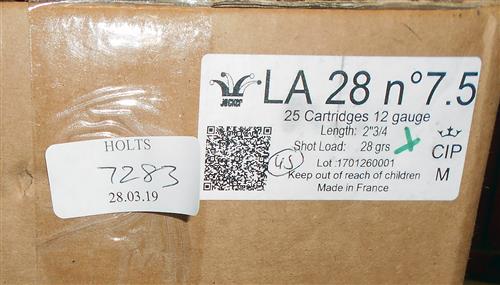 Jocker
LA 28 n°7.5
25 Cartridges 12 gauge
Length: 2"3/4
Shot Load: 28 grs
Lot :1701260001
Keep out of reach of children
Made in France
CIP
M
HOLTS
7283
28.03.19